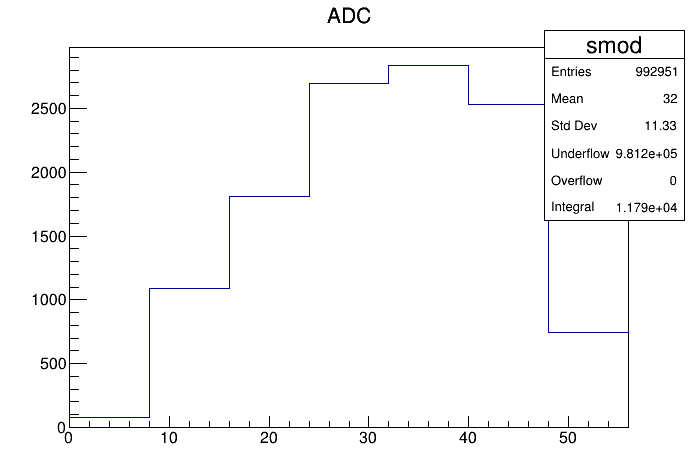 ADC
smod
Entries 992951
Mean 32
Std Dev 11.33
Underflow 9.812e+05
Overflow 0
Integral 1.179e+04
2500
2000
1500
1000
500
0
0 10 20 30 40 50